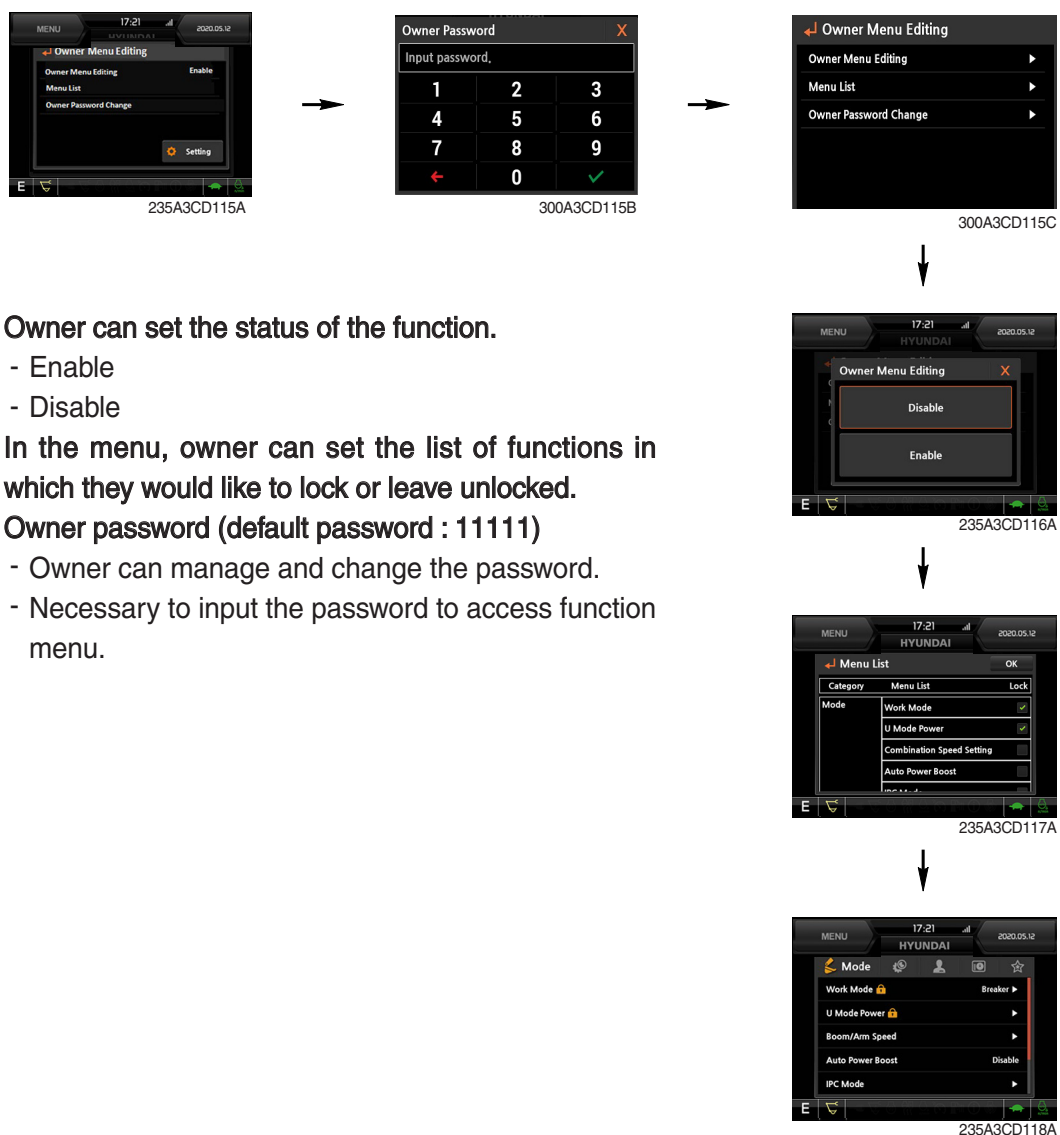 MENU
17:21
2020.05.12
Owner Menu Editing
Owner Menu Editing Enable
Menu List
Owner Password Change
Setting
E
235A3CD115A
Owner Password X
Input password,
1 2 3
4 5 6
7 8 9
0
300A3CD115B
Owner Menu Editing
Owner Menu Editing
Menu List
Owner Password Change
300A3CD115C
Owner can set the status of the function.
- Enable
- Disable
In the menu, owner can set the list of functions in
which they would like to lock or leave unlocked.
Owner password (default password : 11111)
- Owner can manage and change the password.
- Necessary to input the password to access function
menu.
MENU
17:21
2020.05.12
HYUNDAI
Owner Menu Editing X
Disable
Enable
E
235A3CD116A
MENU
17:21
2020.05.12
HYUNDAI
Menu List OK
Category Menu List Lock
Mode Work Mode
U Mode Power
Combination Speed Setting
Auto Power Boost
E
235A3CD117A
MENU
17:21
2020.05.12
HYUNDAI
Mode
Work Mode Breaker
U Mode Power
Boom/Arm Speed
Auto Power Boost Disable
IPC Mode
E
235A3CD118A